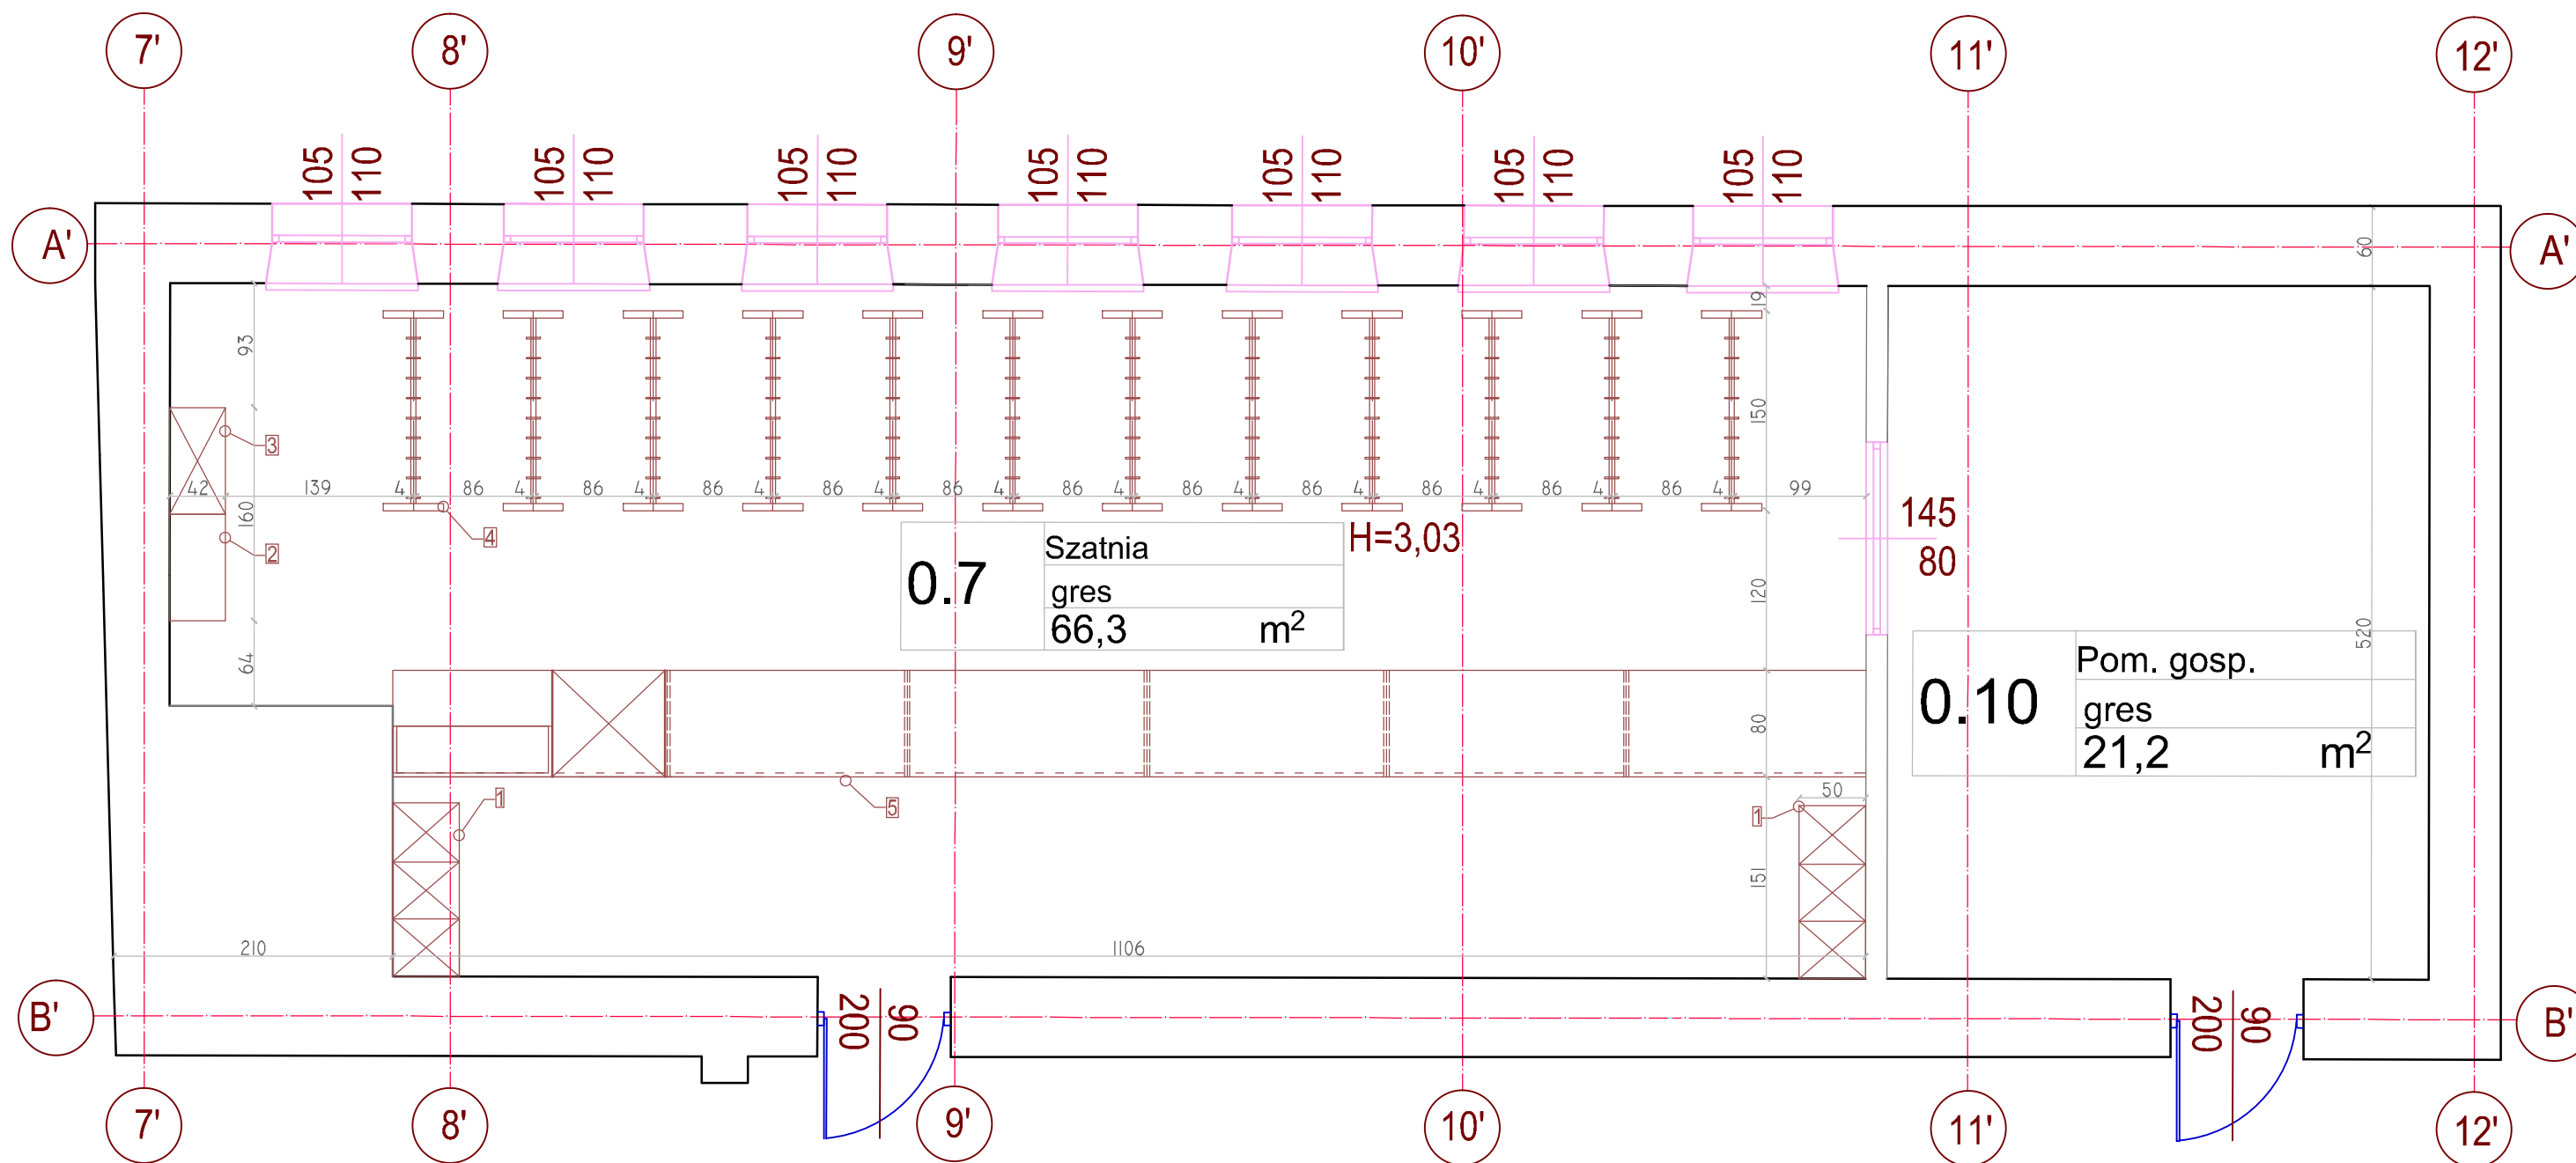 7' 8' 9' 10' 11' 12'
105 110 105 110 105 110 105 110 105 110 105 110 105 110
A' A'
60
19
93
3
150
42 139 4 86 4 86 4 86 4 86 4 86 4 86 4 86 4 86 4 86 4 86 4 86 4 99
160
145
80
4
2
0.7
Szatnia
gres
66,3 m²
H=3,03
120
520
64
0.10
Pom. gosp.
gres
21,2 m²
80
1
5
50
1
151
210 1106
200 90 200 90
B' B'
7' 8' 9' 10' 11' 12'